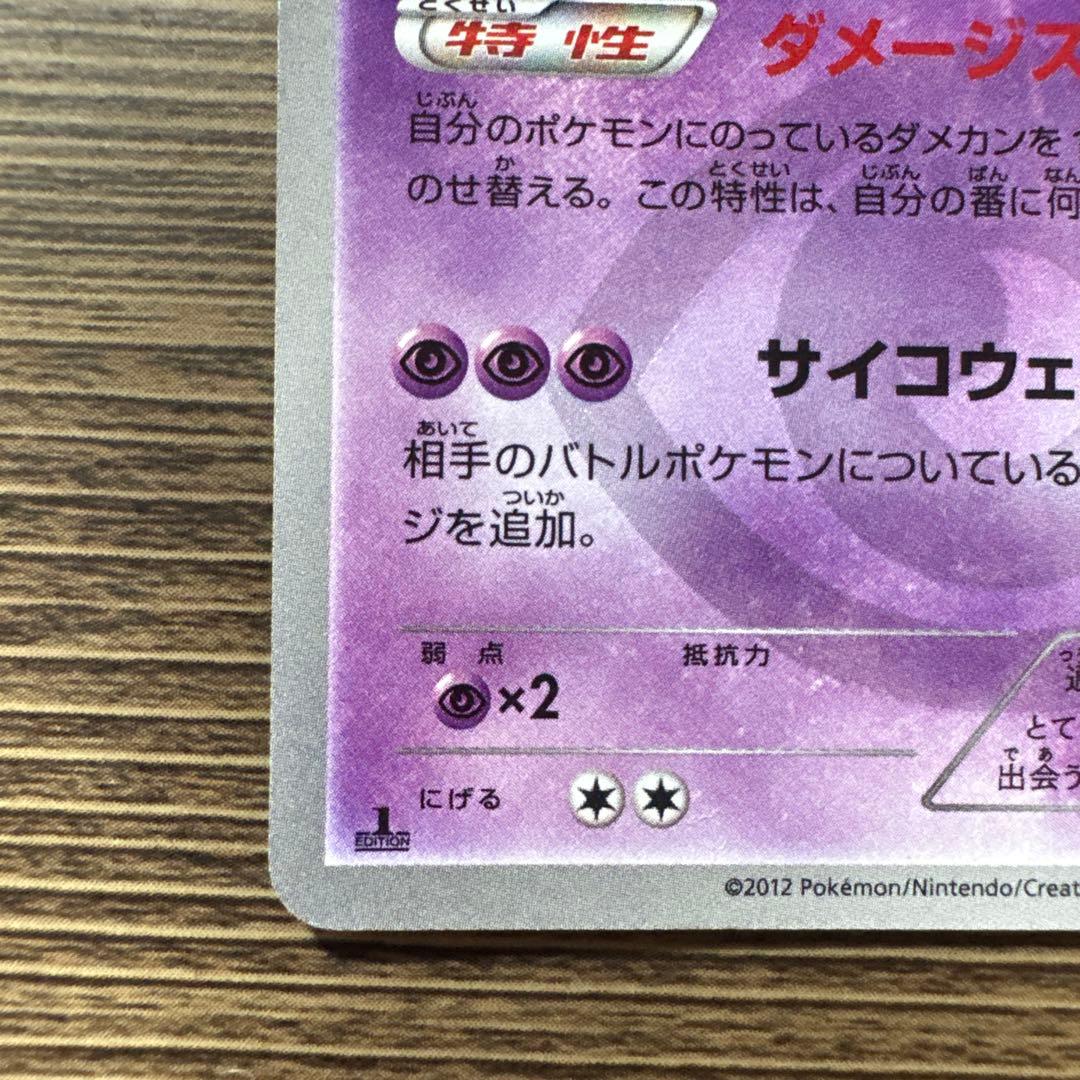 とくせい
特性 ダメージス
じぶん
自分のポケモンにのっているダメカンを
か とくせい じぶん ばん なん
のせ替える。この特性は、自分の番に何
サイコウェ
あいて
相手のバトルポケモンについている
ついか
ジを追加。
弱点 抵抗力
×2
とて
で あ
にげる 出会う
1
EDITION
©2012 Pokémon/Nintendo/Creat